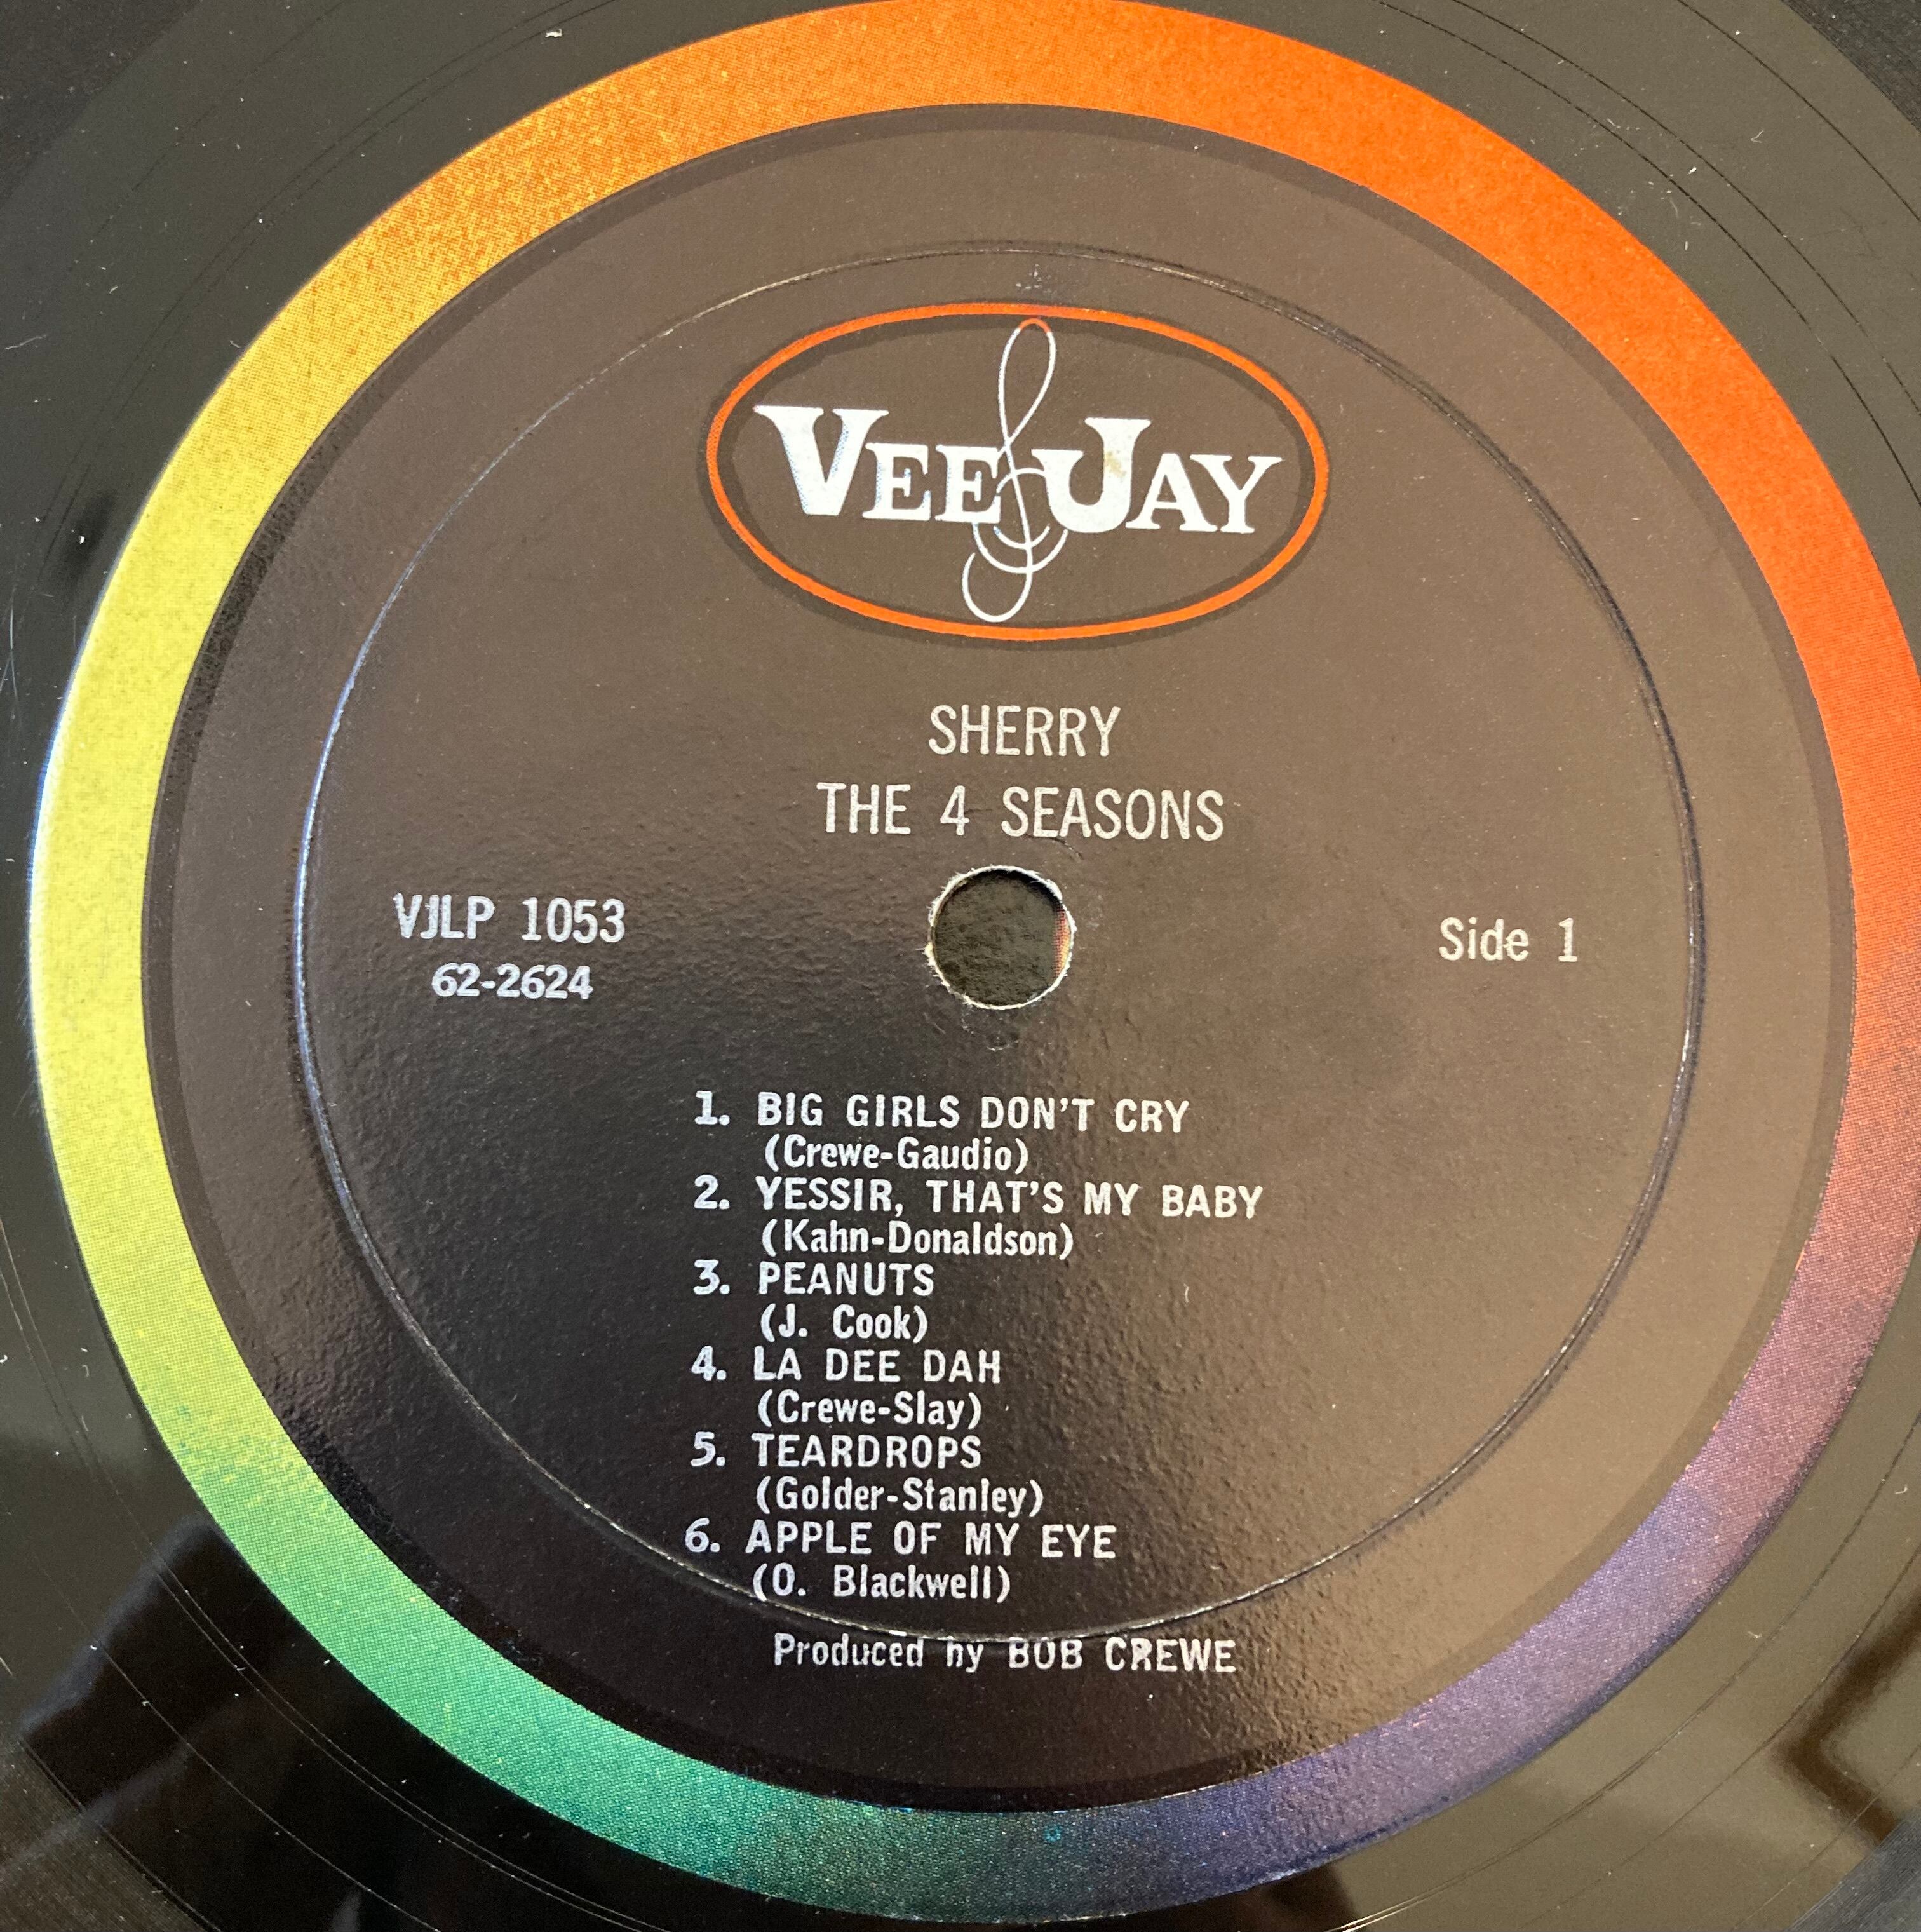 VEE JAY
SHERRY
THE 4 SEASONS
VJLP 1053
62-2624
Side 1
1. BIG GIRLS DON'T CRY
(Crewe-Gaudio)
2. YESSIR, THAT'S MY BABY
(Kahn-Donaldson)
3. PEANUTS
(J. Cook)
4. LA DEE DAH
(Crewe-Slay)
5. TEARDROPS
(Golder-Stanley)
6. APPLE OF MY EYE
(O. Blackwell)
Produced by BOB CREWE